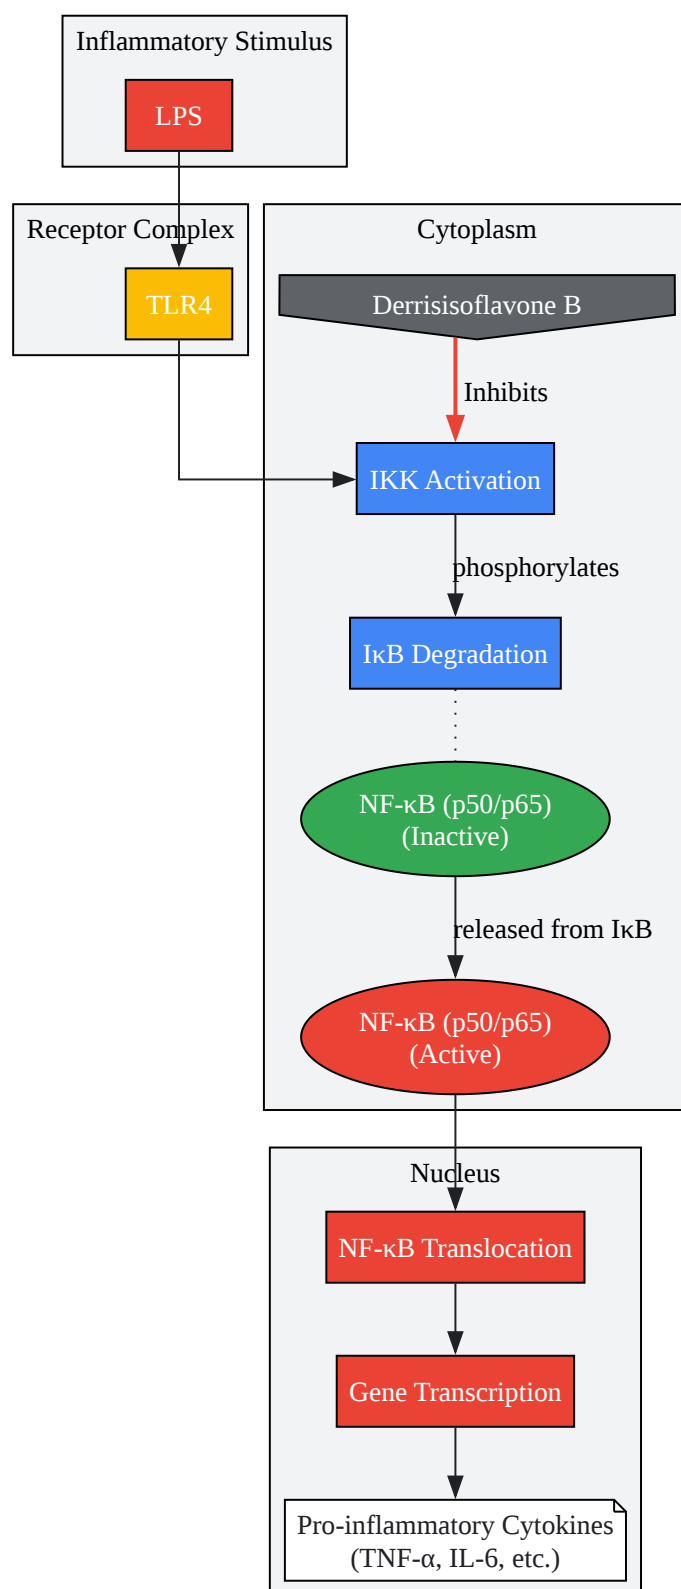 Inflammatory Stimulus
LPS
Receptor Complex
TLR4
Cytoplasm
Derrisisoflavone B
Inhibits
IKK Activation
phosphorylates
IκB Degradation
NF-κB (p50/p65)
(Inactive)
released from IκB
NF-κB (p50/p65)
(Active)
Nucleus
NF-κB Translocation
Gene Transcription
Pro-inflammatory Cytokines
(TNF-α, IL-6, etc.)